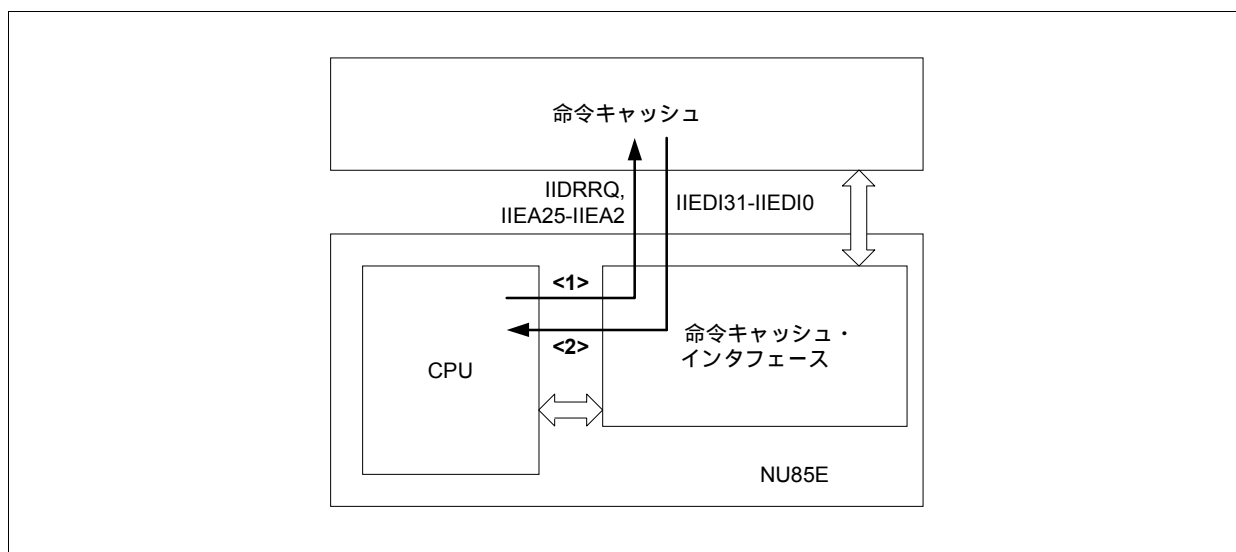 命令キャッシュ
IIDRRQ,
IIEA25-IIEA2
IIEDI31-IIEDI0
<1>
<2>
CPU
命令キャッシュ・
インタフェース
NU85E